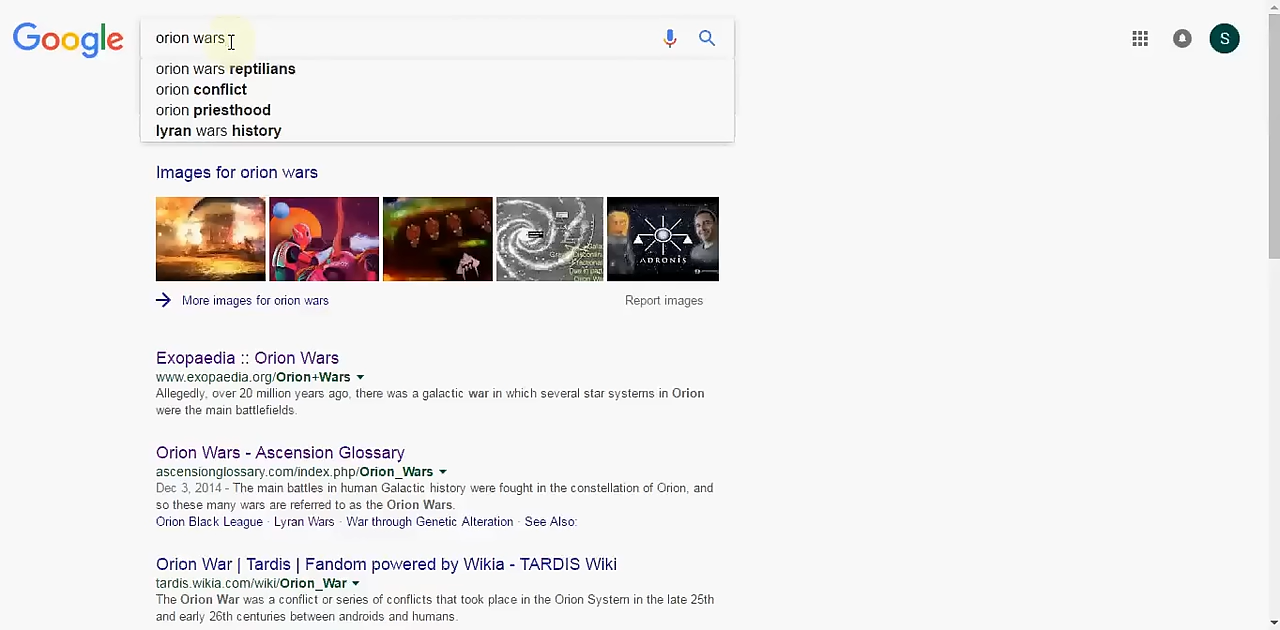 Google
orion wars
S
orion wars reptilians
orion conflict
orion priesthood
lyran wars history
Images for orion wars
ADRONIS
More images for orion wars
Report images
Exopaedia :: Orion Wars
www.exopaedia.org/Orion+Wars
Allegedly, over 20 million years ago, there was a galactic war in which several star systems in Orion
were the main battlefields.
Orion Wars - Ascension Glossary
ascensionglossary.com/index.php/Orion_Wars
Dec 3, 2014 - The main battles in human Galactic history were fought in the constellation of Orion, and
so these many wars are referred to as the Orion Wars.
Orion Black League · Lyran Wars · War through Genetic Alteration · See Also:
Orion War | Tardis | Fandom powered by Wikia - TARDIS Wiki
tardis.wikia.com/wiki/Orion_War
The Orion War was a conflict or series of conflicts that took place in the Orion System in the late 25th
and early 26th centuries between androids and humans.